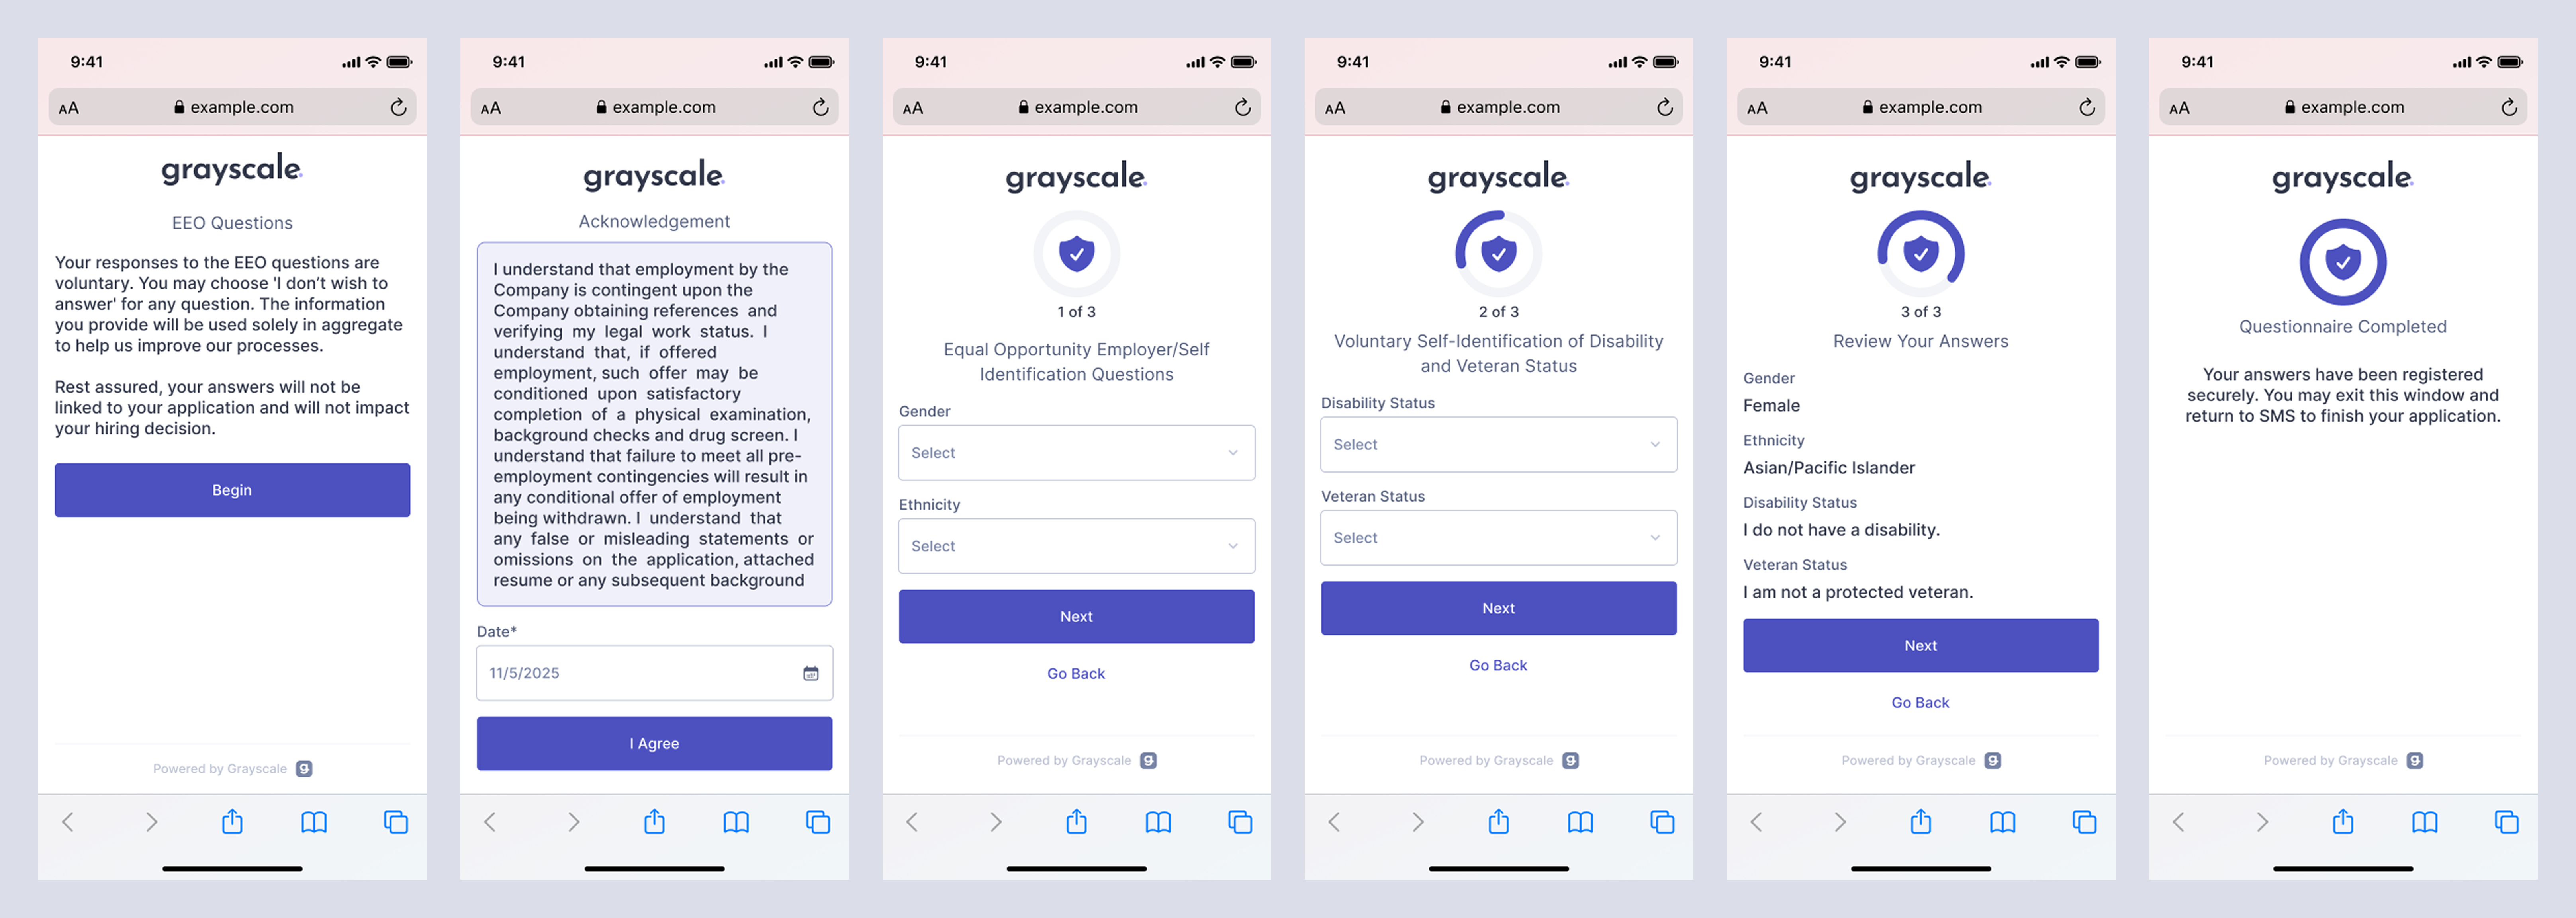 9:41
AA example.com
grayscale.
EEO Questions
Your responses to the EEO questions are
voluntary. You may choose 'I don’t wish to
answer' for any question. The information
you provide will be used solely in aggregate
to help us improve our processes.
Rest assured, your answers will not be
linked to your application and will not impact
your hiring decision.
Begin
Powered by Grayscale g
9:41
AA example.com
grayscale.
Acknowledgement
I understand that employment by the
Company is contingent upon the
Company obtaining references and
verifying my legal work status. I
understand that, if offered
employment, such offer may be
conditioned upon satisfactory
completion of a physical examination,
background checks and drug screen. I
understand that failure to meet all pre-
employment contingencies will result in
any conditional offer of employment
being withdrawn. I understand that
any false or misleading statements or
omissions on the application, attached
resume or any subsequent background
Date*
11/5/2025
I Agree
9:41
AA example.com
grayscale.
1 of 3
Equal Opportunity Employer/Self
Identification Questions
Gender
Select
Ethnicity
Select
Next
Go Back
Powered by Grayscale g
9:41
AA example.com
grayscale.
2 of 3
Voluntary Self-Identification of Disability
and Veteran Status
Disability Status
Select
Veteran Status
Select
Next
Go Back
Powered by Grayscale g
9:41
AA example.com
grayscale.
3 of 3
Review Your Answers
Gender
Female
Ethnicity
Asian/Pacific Islander
Disability Status
I do not have a disability.
Veteran Status
I am not a protected veteran.
Next
Go Back
Powered by Grayscale g
9:41
AA example.com
grayscale.
Questionnaire Completed
Your answers have been registered
securely. You may exit this window and
return to SMS to finish your application.
Powered by Grayscale g